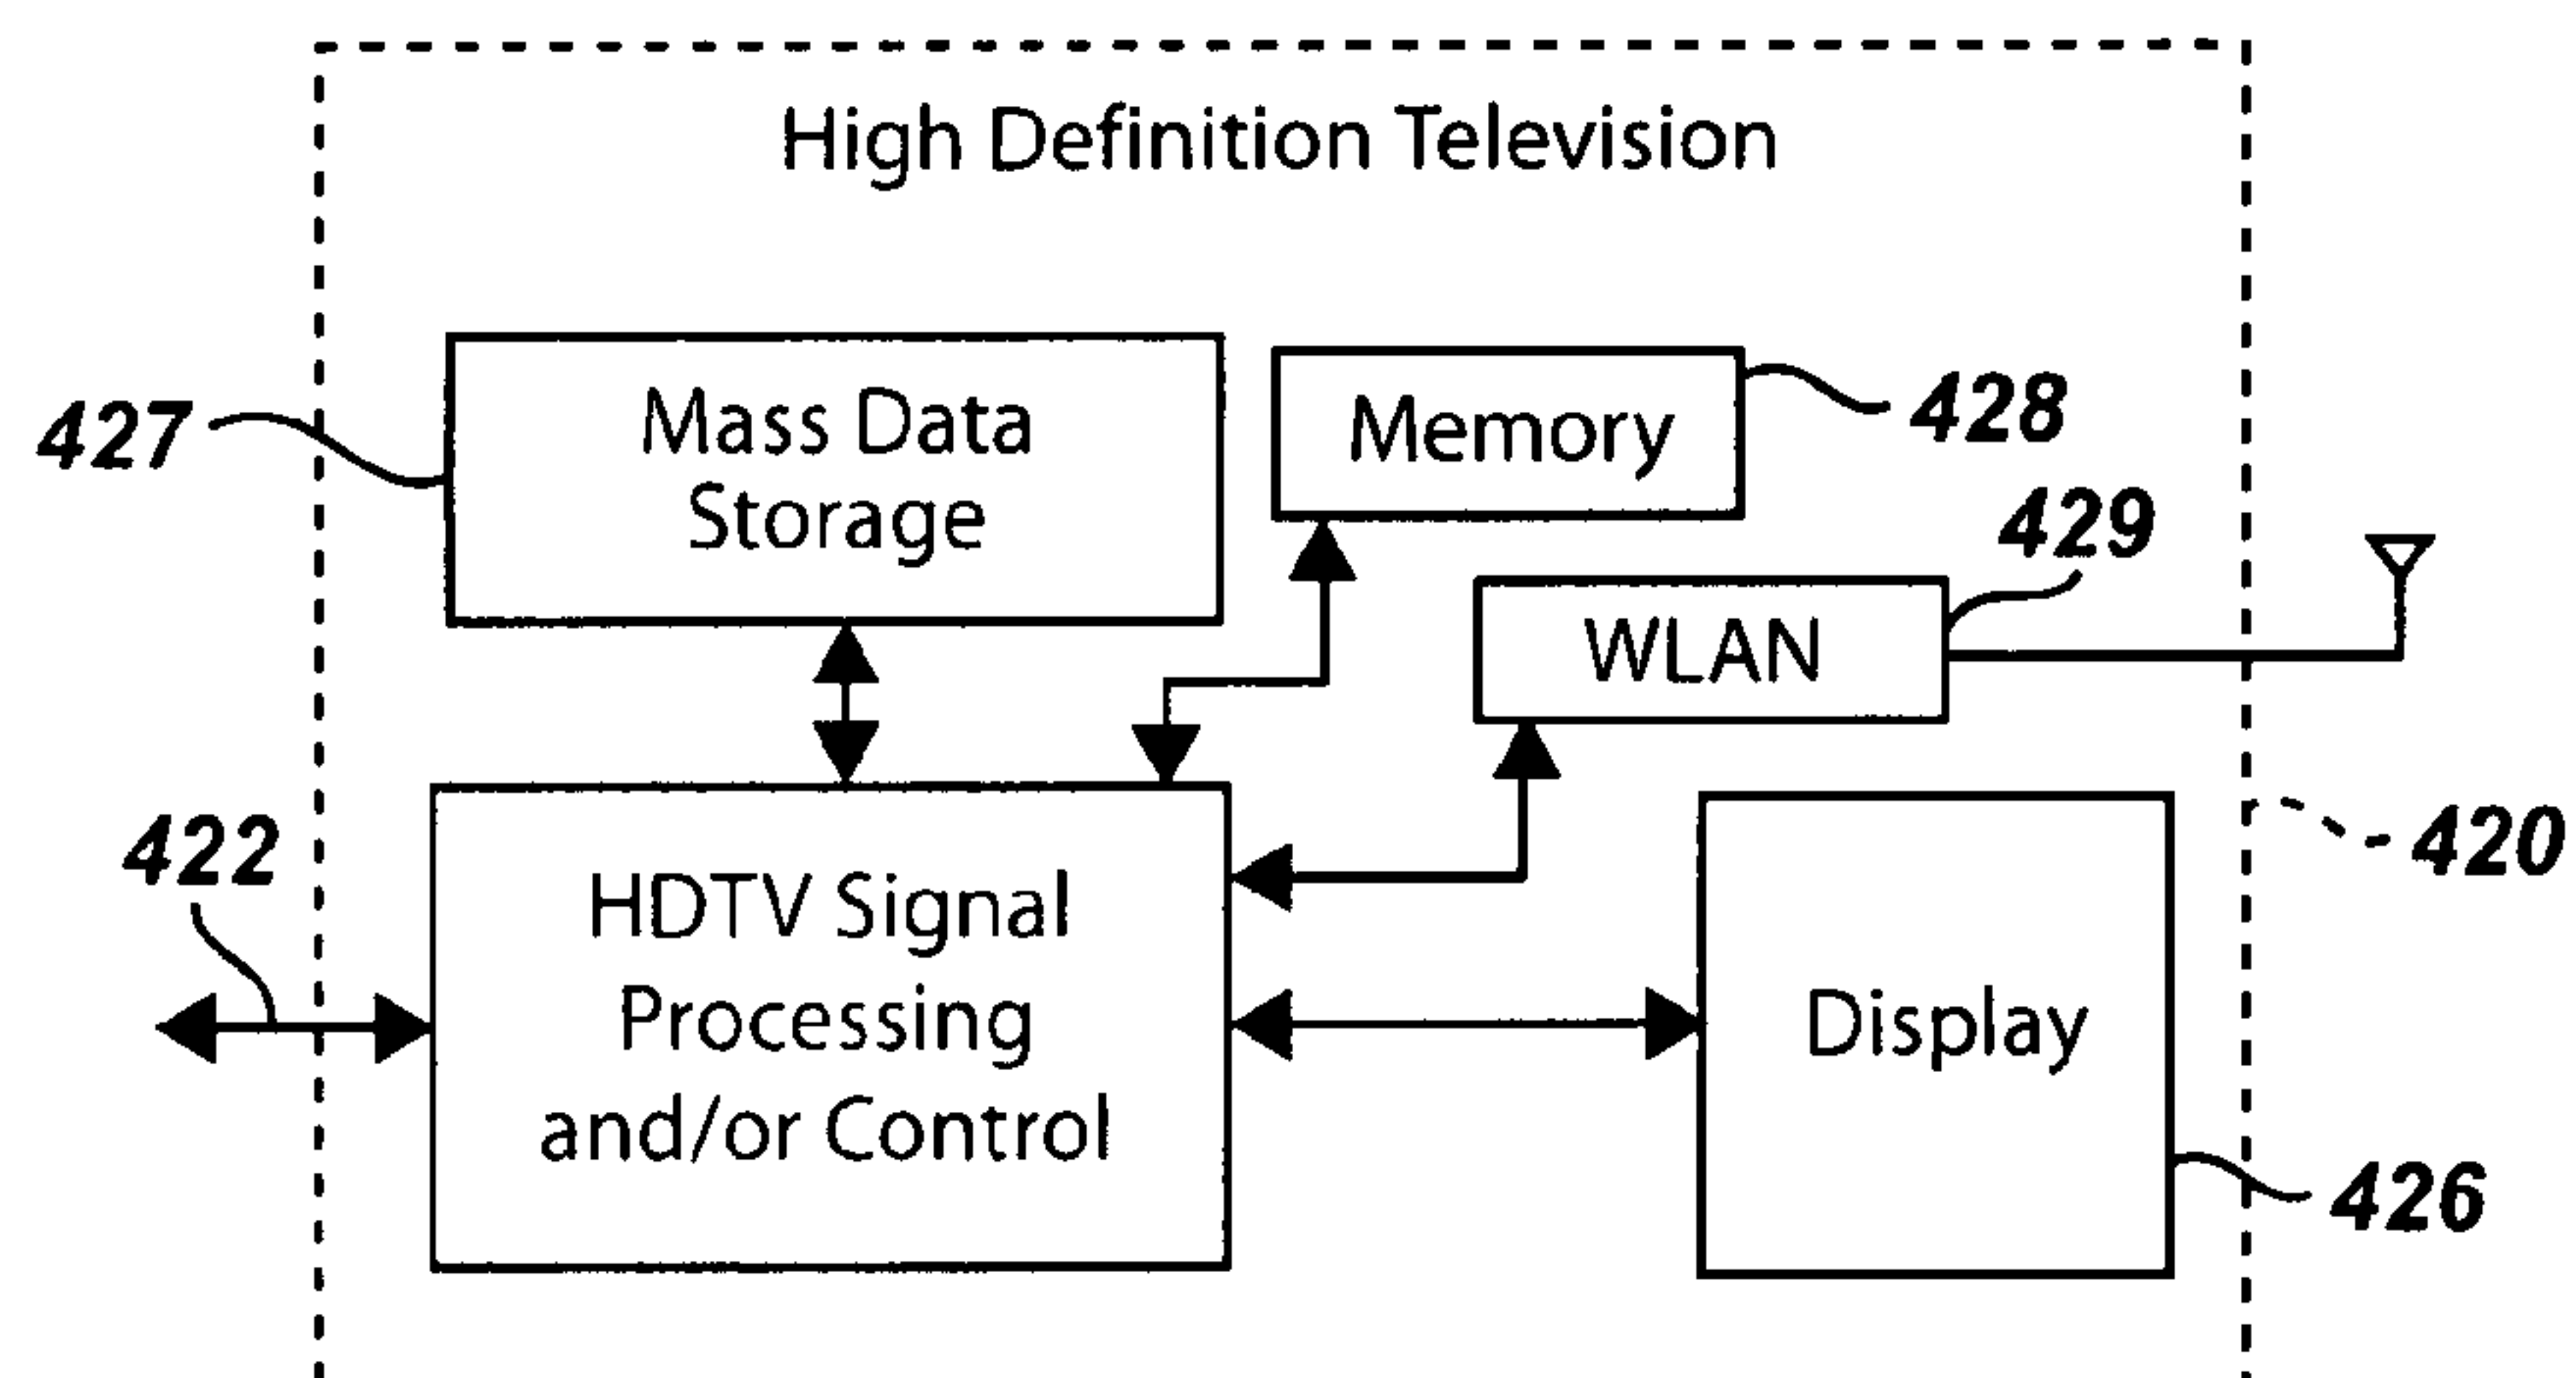 High Definition Television
427
Mass Data
Storage
Memory
428
429
WLAN
422
HDTV Signal
Processing
and/or Control
Display
420
426